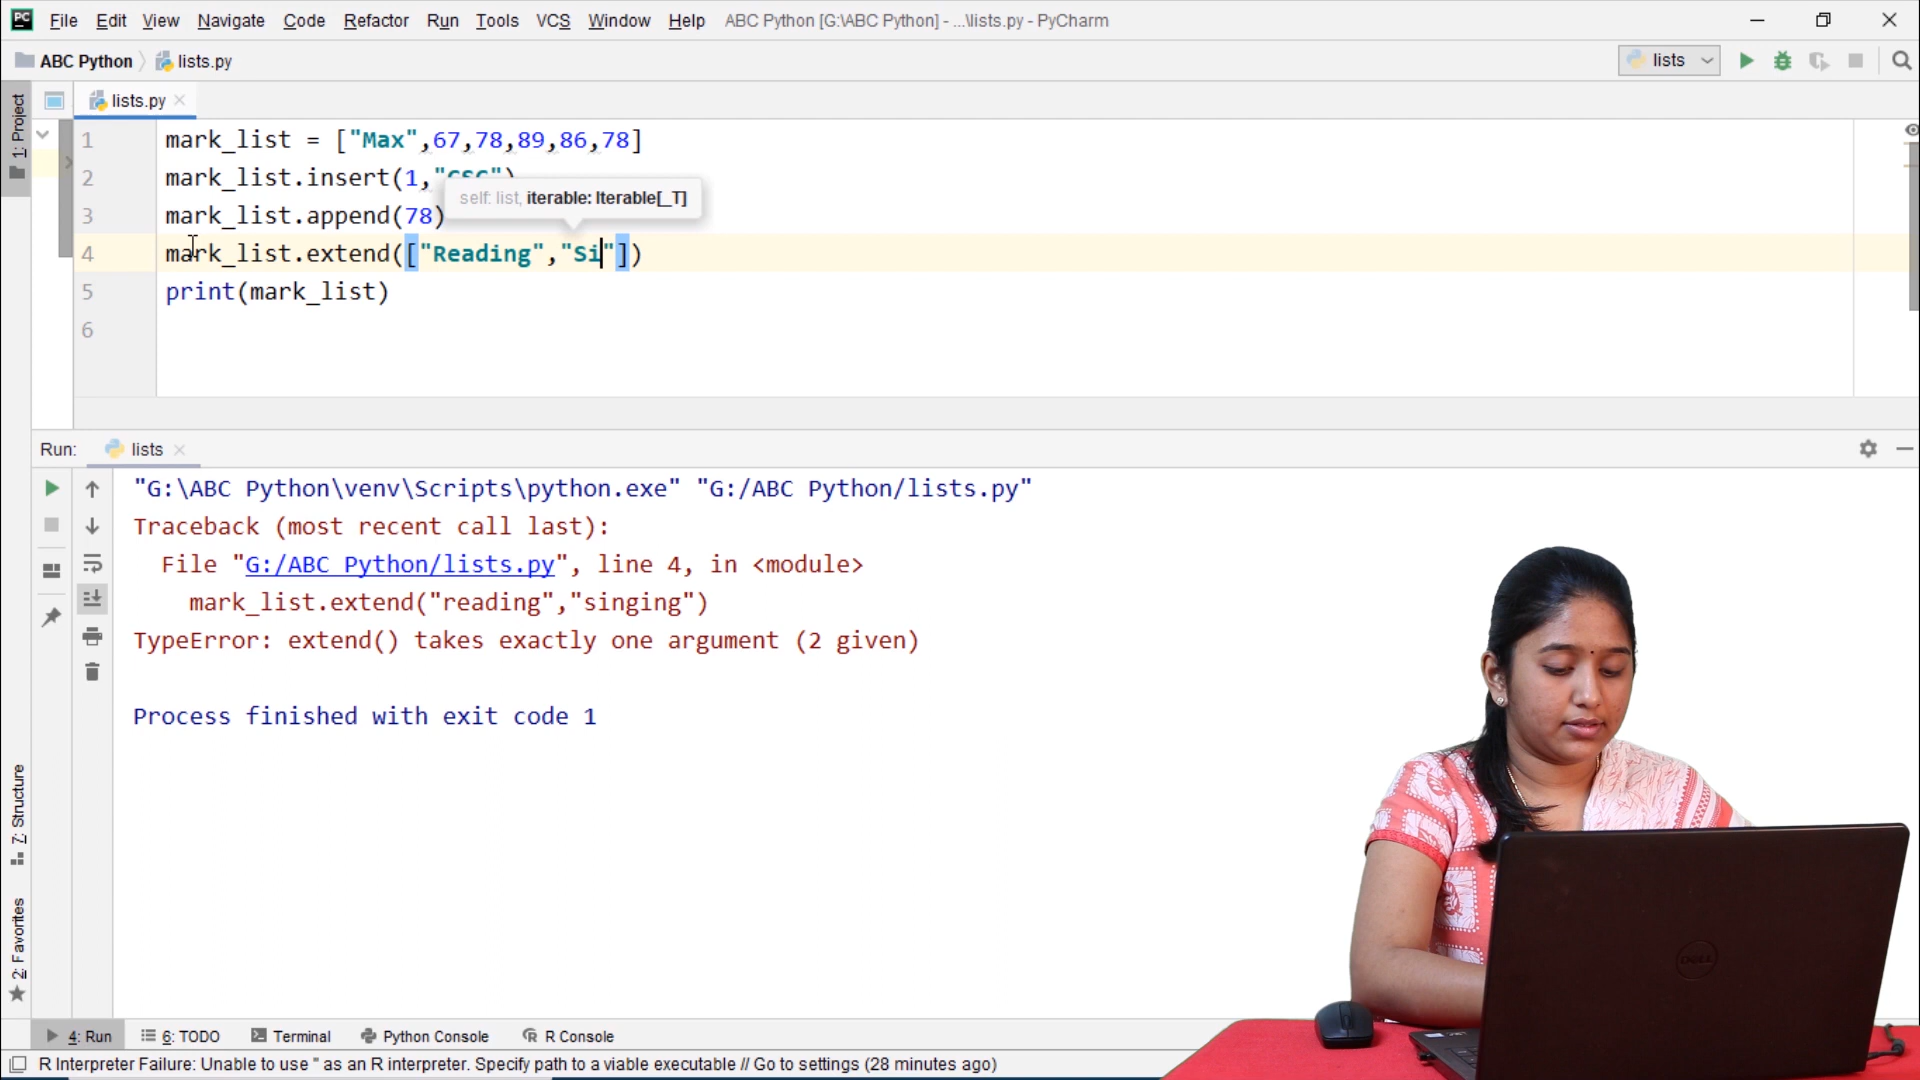 PC File Edit View Navigate Code Refactor Run Tools VCS Window Help ABC Python [G:\ABC Python] - ...\lists.py - PyCharm
ABC Python lists.py lists
1: Project
lists.py
1 mark_list = ["Max",67,78,89,86,78]
2 mark_list.insert(1,"CSC")
self: list, iterable: Iterable[_T]
3 mark_list.append(78)
4 mark_list.extend(["Reading","Si"])
5 print(mark_list)
6
Run: lists
"G:\ABC Python\venv\Scripts\python.exe" "G:/ABC Python/lists.py"
Traceback (most recent call last):
File "G:/ABC Python/lists.py", line 4, in <module>
mark_list.extend("reading","singing")
TypeError: extend() takes exactly one argument (2 given)
Process finished with exit code 1
7: Structure
2: Favorites
DELL
4: Run 6: TODO Terminal Python Console R Console
R Interpreter Failure: Unable to use '' as an R interpreter. Specify path to a viable executable // Go to settings (28 minutes ago)